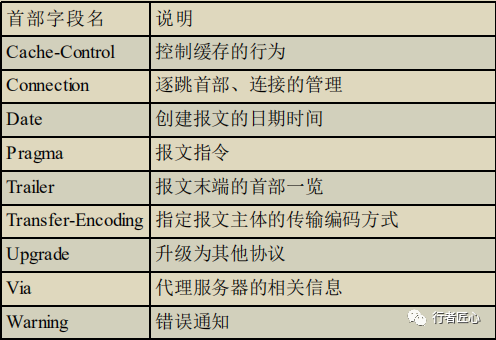 首部字段名 说明
Cache-Control 控制缓存的行为
Connection 逐跳首部、连接的管理
Date 创建报文的日期时间
Pragma 报文指令
Trailer 报文末端的首部一览
Transfer-Encoding 指定报文主体的传输编码方式
Upgrade 升级为其他协议
Via 代理服务器的相关信息
Warning 错误通知
行者匠心